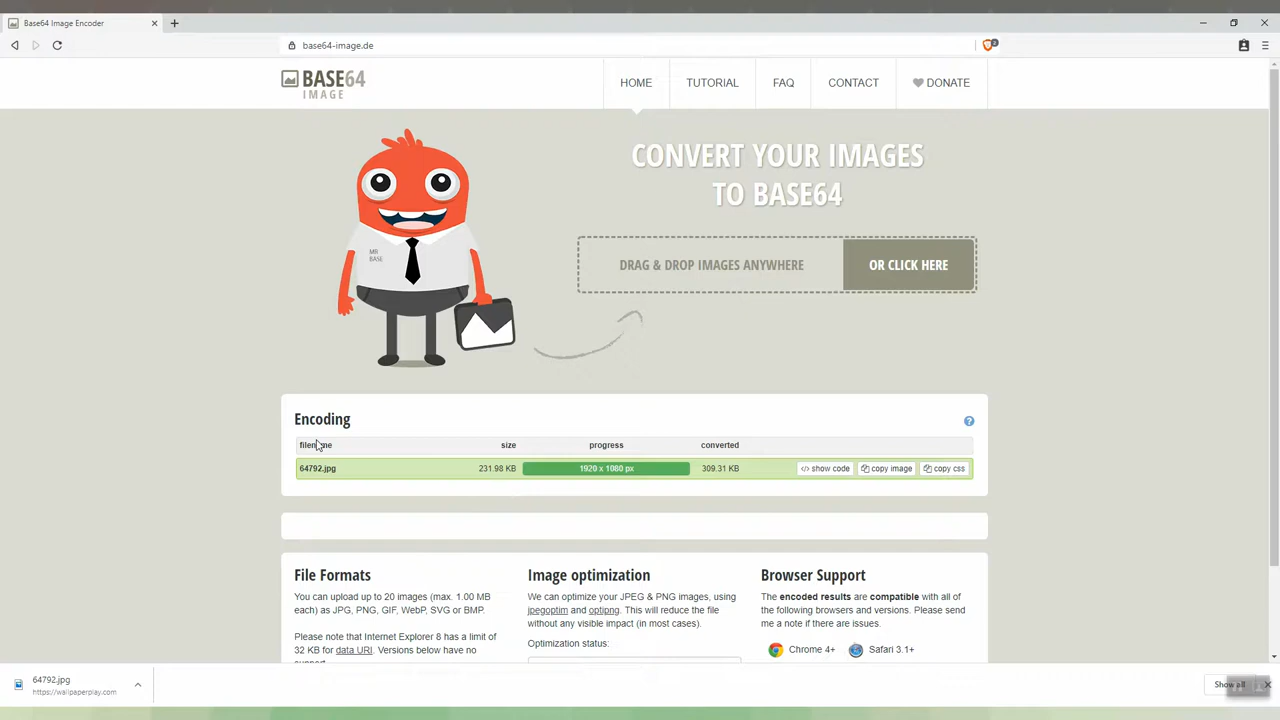 Base64 Image Encoder
base64-image.de
BASE64
IMAGE
HOME
TUTORIAL
FAQ
CONTACT
DONATE
CONVERT YOUR IMAGES
TO BASE64
MR
BASE
DRAG & DROP IMAGES ANYWHERE
OR CLICK HERE
Encoding
filename size progress converted
64792.jpg 231.98 KB 1920 x 1080 px 309.31 KB </> show code copy image copy css
File Formats
You can upload up to 20 images (max. 1.00 MB
each) as JPG, PNG, GIF, WebP, SVG or BMP.
Please note that Internet Explorer 8 has a limit of
32 KB for data URI. Versions below have no
support.
Image optimization
We can optimize your JPEG & PNG images, using
jpegoptim and optipng. This will reduce the file
without any visible impact (in most cases).
Optimization status:
Browser Support
The encoded results are compatible with all of
the following browsers and versions. Please send
me a note if there are issues.
Chrome 4+ Safari 3.1+
64792.jpg
https://wallpaperplay.com
Show all